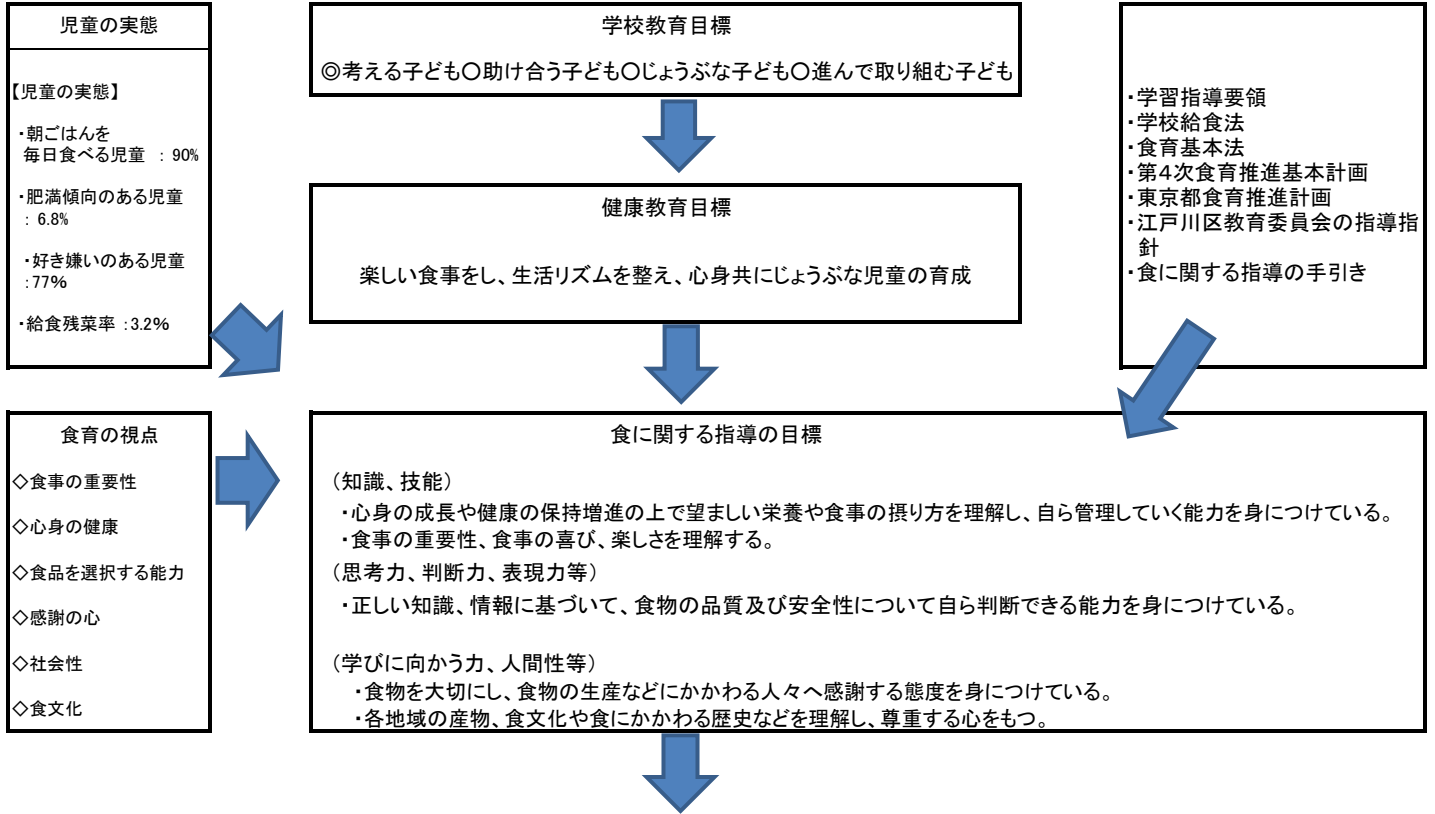 児童の実態
【児童の実態】
・朝ごはんを
毎日食べる児童 : 90%
・肥満傾向のある児童
: 6.8%
・好き嫌いのある児童
:77%
・給食残菜率 :3.2%
学校教育目標
◎考える子ども〇助け合う子ども〇じょうぶな子ども〇進んで取り組む子ども
健康教育目標
楽しい食事をし、生活リズムを整え、心身共にじょうぶな児童の育成
・学習指導要領
・学校給食法
・食育基本法
・第4次食育推進基本計画
・東京都食育推進計画
・江戸川区教育委員会の指導指
針
・食に関する指導の手引き
食育の視点
◇食事の重要性
◇心身の健康
◇食品を選択する能力
◇感謝の心
◇社会性
◇食文化
食に関する指導の目標
（知識、技能）
・心身の成長や健康の保持増進の上で望ましい栄養や食事の摂り方を理解し、自ら管理していく能力を身につけている。
・食事の重要性、食事の喜び、楽しさを理解する。
（思考力、判断力、表現力等）
・正しい知識、情報に基づいて、食物の品質及び安全性について自ら判断できる能力を身につけている。
（学びに向かう力、人間性等）
・食物を大切にし、食物の生産などにかかわる人々へ感謝する態度を身につけている。
・各地域の産物、食文化や食にかかわる歴史などを理解し、尊重する心をもつ。